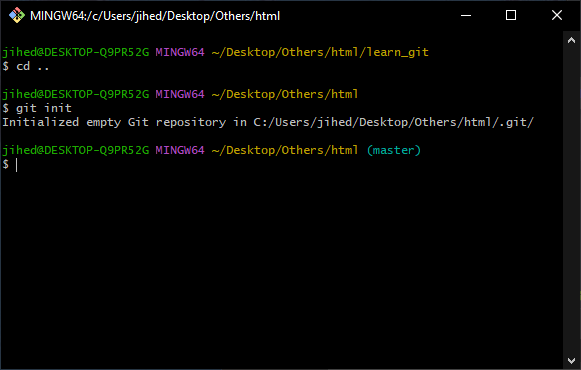 MINGW64:/c/Users/jihed/Desktop/Others/html
jihed@DESKTOP-Q9PR52G MINGW64 ~/Desktop/Others/html/learn_git
$ cd ..
jihed@DESKTOP-Q9PR52G MINGW64 ~/Desktop/Others/html
$ git init
Initialized empty Git repository in C:/Users/jihed/Desktop/Others/html/.git/
jihed@DESKTOP-Q9PR52G MINGW64 ~/Desktop/Others/html (master)
$